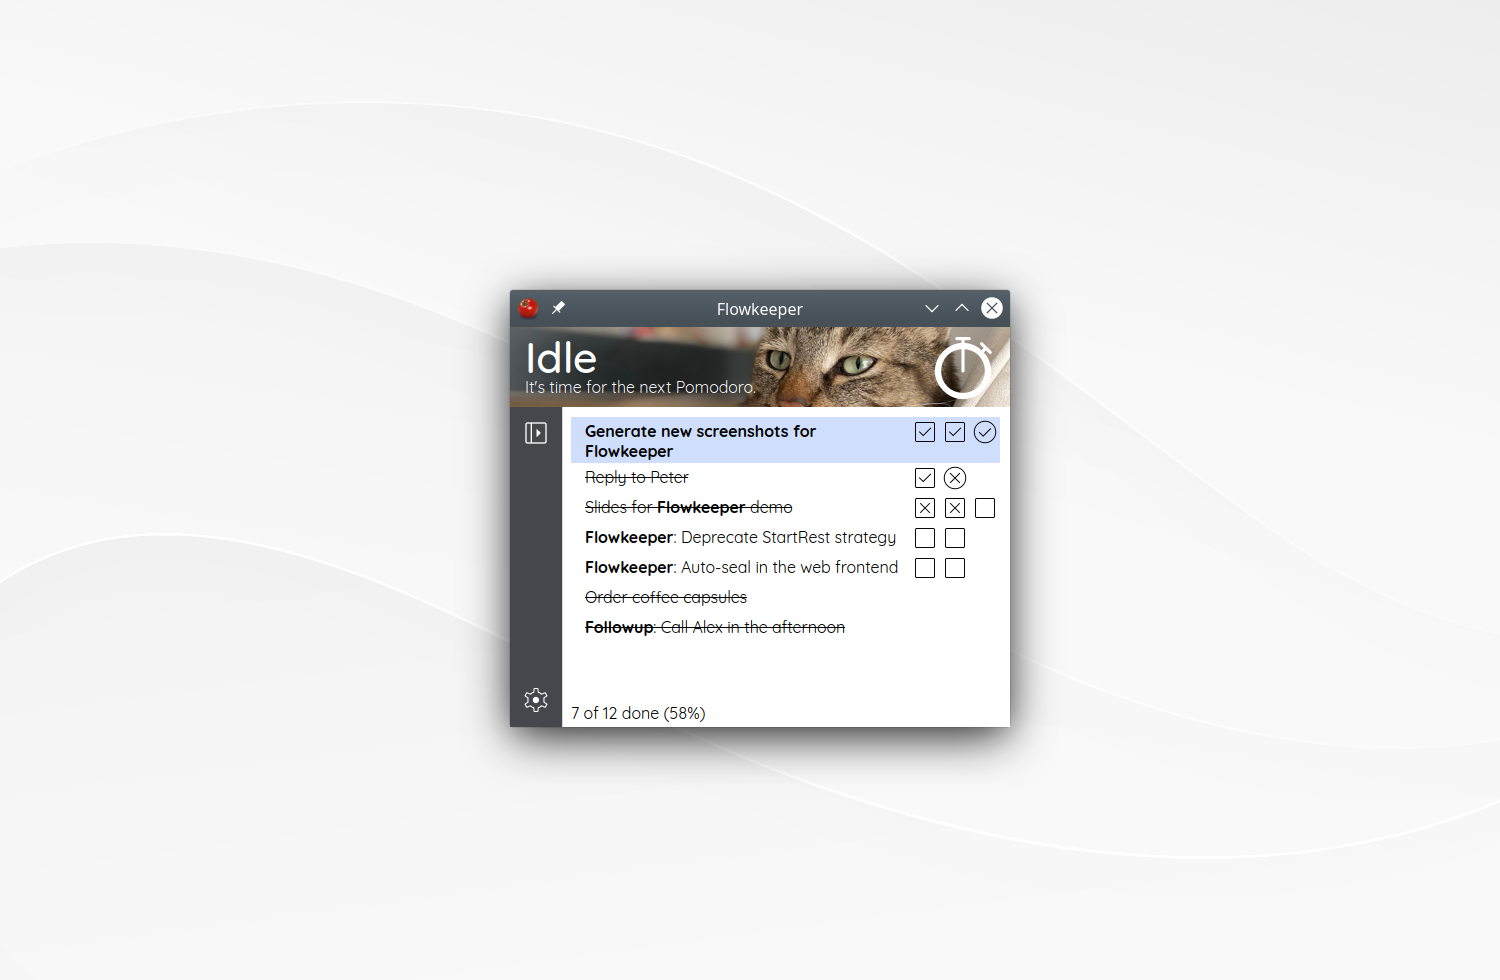 Flowkeeper
Idle
It's time for the next Pomodoro.
Generate new screenshots for
Flowkeeper
Reply to Peter
Slides for Flowkeeper demo
Flowkeeper: Deprecate StartRest strategy
Flowkeeper: Auto-seal in the web frontend
Order coffee capsules
Followup: Call Alex in the afternoon
7 of 12 done (58%)